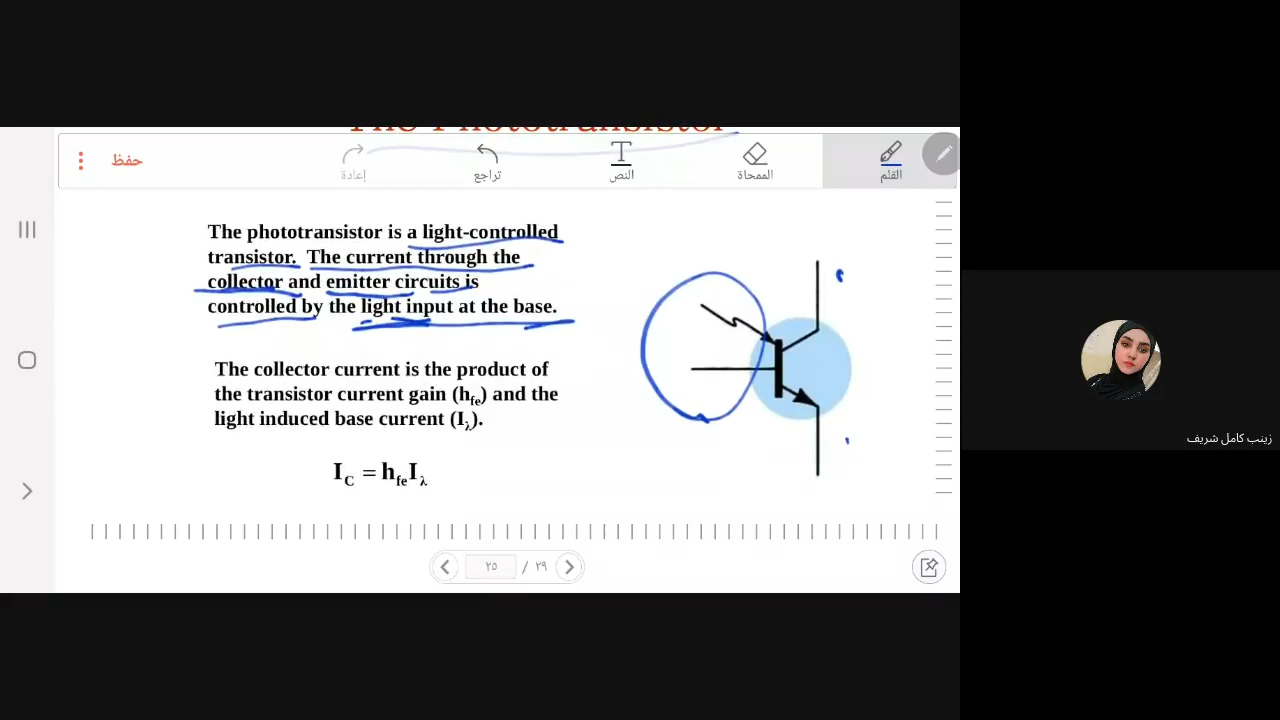 The Phototransistor
حفظ
إعادة
تراجع
النص
الممحاة
القلم
The phototransistor is a light-controlled
transistor. The current through the
collector and emitter circuits is
controlled by the light input at the base.
The collector current is the product of
the transistor current gain (hfe) and the
light induced base current (Iλ).
IC = hfeIλ
٢٥ / ٢٩
زينب كامل شريف